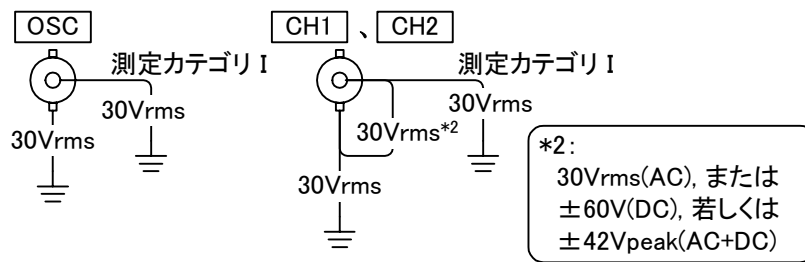 OSC
測定カテゴリ I
30Vrms
30Vrms
CH1 、 CH2
測定カテゴリ I
30Vrms
30Vrms*2
30Vrms
*2:
30Vrms(AC), または
±60V(DC), 若しくは
±42Vpeak(AC+DC)